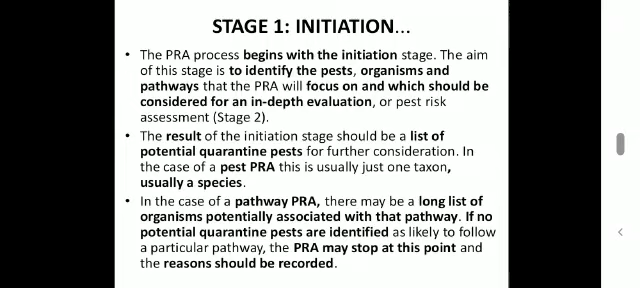 STAGE 1: INITIATION...
• The PRA process begins with the initiation stage. The aim
of this stage is to identify the pests, organisms and
pathways that the PRA will focus on and which should be
considered for an in-depth evaluation, or pest risk
assessment (Stage 2).
• The result of the initiation stage should be a list of
potential quarantine pests for further consideration. In
the case of a pest PRA this is usually just one taxon,
usually a species.
• In the case of a pathway PRA, there may be a long list of
organisms potentially associated with that pathway. If no
potential quarantine pests are identified as likely to follow
a particular pathway, the PRA may stop at this point and
the reasons should be recorded.